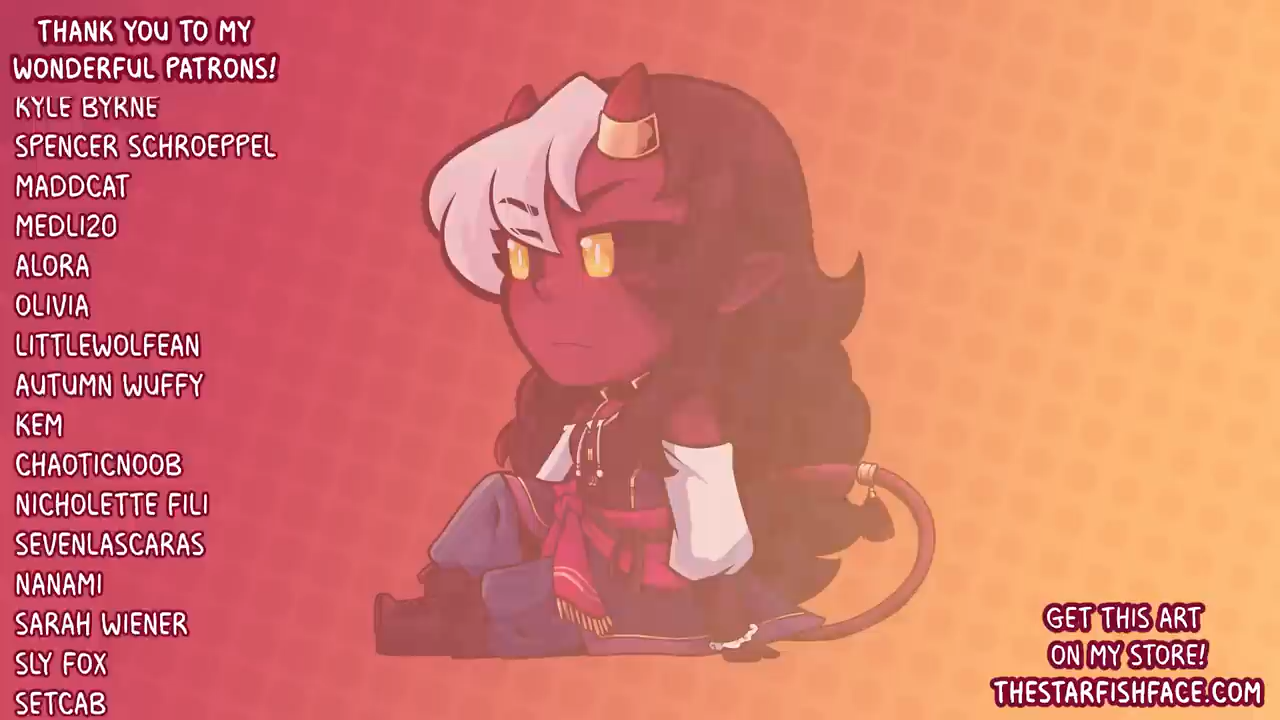 THANK YOU TO MY
WONDERFUL PATRONS!
KYLE BYRNE
SPENCER SCHROEPPEL
MADDCAT
MEDLI20
ALORA
OLIVIA
LITTLEWOLFEAN
AUTUMN WUFFY
KEM
CHAOTICNOOB
NICHOLETTE FILI
SEVENLASCARAS
NANAMI
SARAH WIENER
SLY FOX
SETCAB
GET THIS ART
ON MY STORE!
THESTARFISHFACE.COM